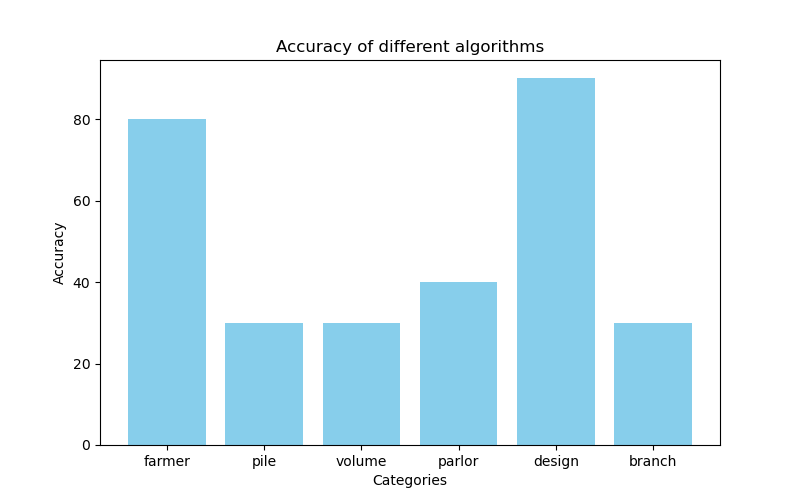 Accuracy of different algorithms
Accuracy
80
60
40
20
0
farmer pile volume parlor design branch
Categories